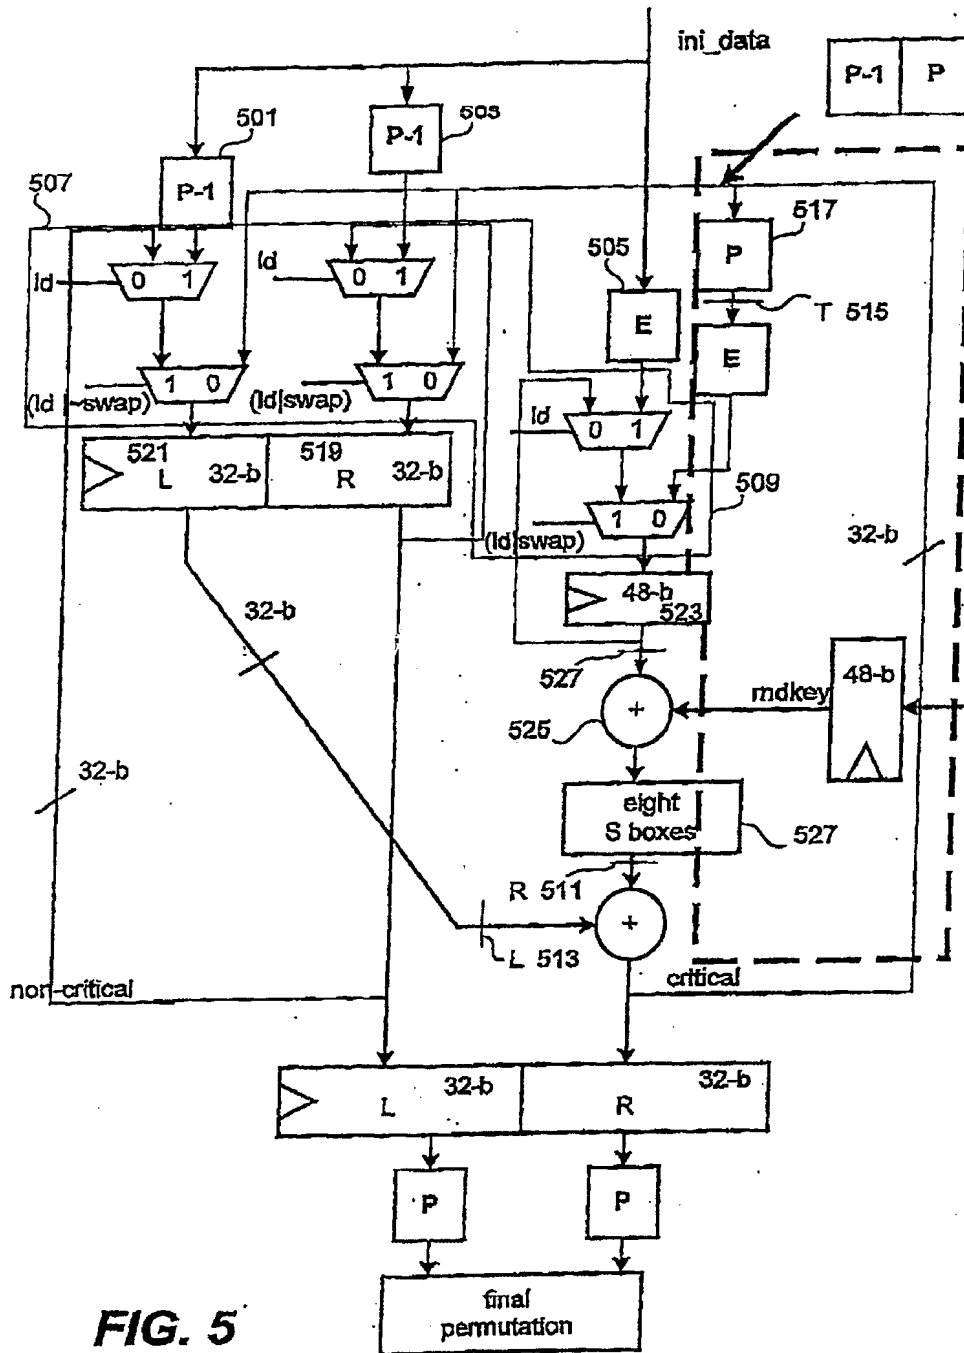 ini_data
P-1 P
501
503
P-1
P-1
507
517
505
P
ld
0 1
ld
0 1
E
T 515
E
1 0
1 0
(ld swap)
(ld|swap)
ld
0 1
521
L 32-b
519
R 32-b
509
1 0
(ld swap)
32-b
48-b
523
32-b
527
48-b
mdkey
+
525
32-b
eight
S boxes
527
R 511
+
L 513
non-critical
critical
32-b
L
32-b
R
P
P
final
permutation
FIG. 5